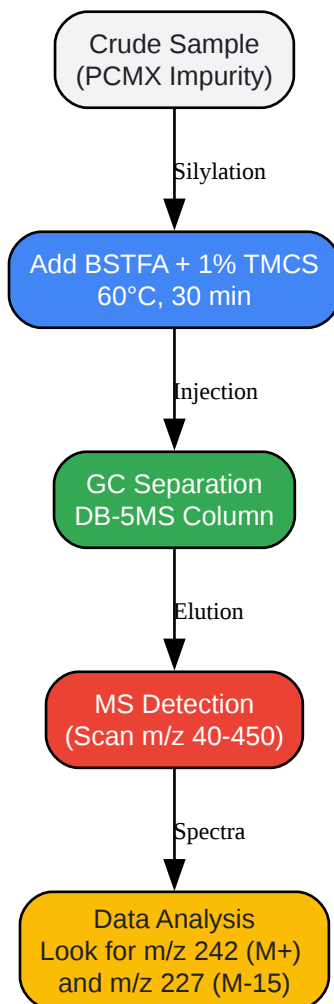 Crude Sample
(PCMX Impurity)
Silylation
Add BSTFA + 1% TMCS
60°C, 30 min
Injection
GC Separation
DB-5MS Column
Elution
MS Detection
(Scan m/z 40-450)
Spectra
Data Analysis
Look for m/z 242 (M+)
and m/z 227 (M-15)